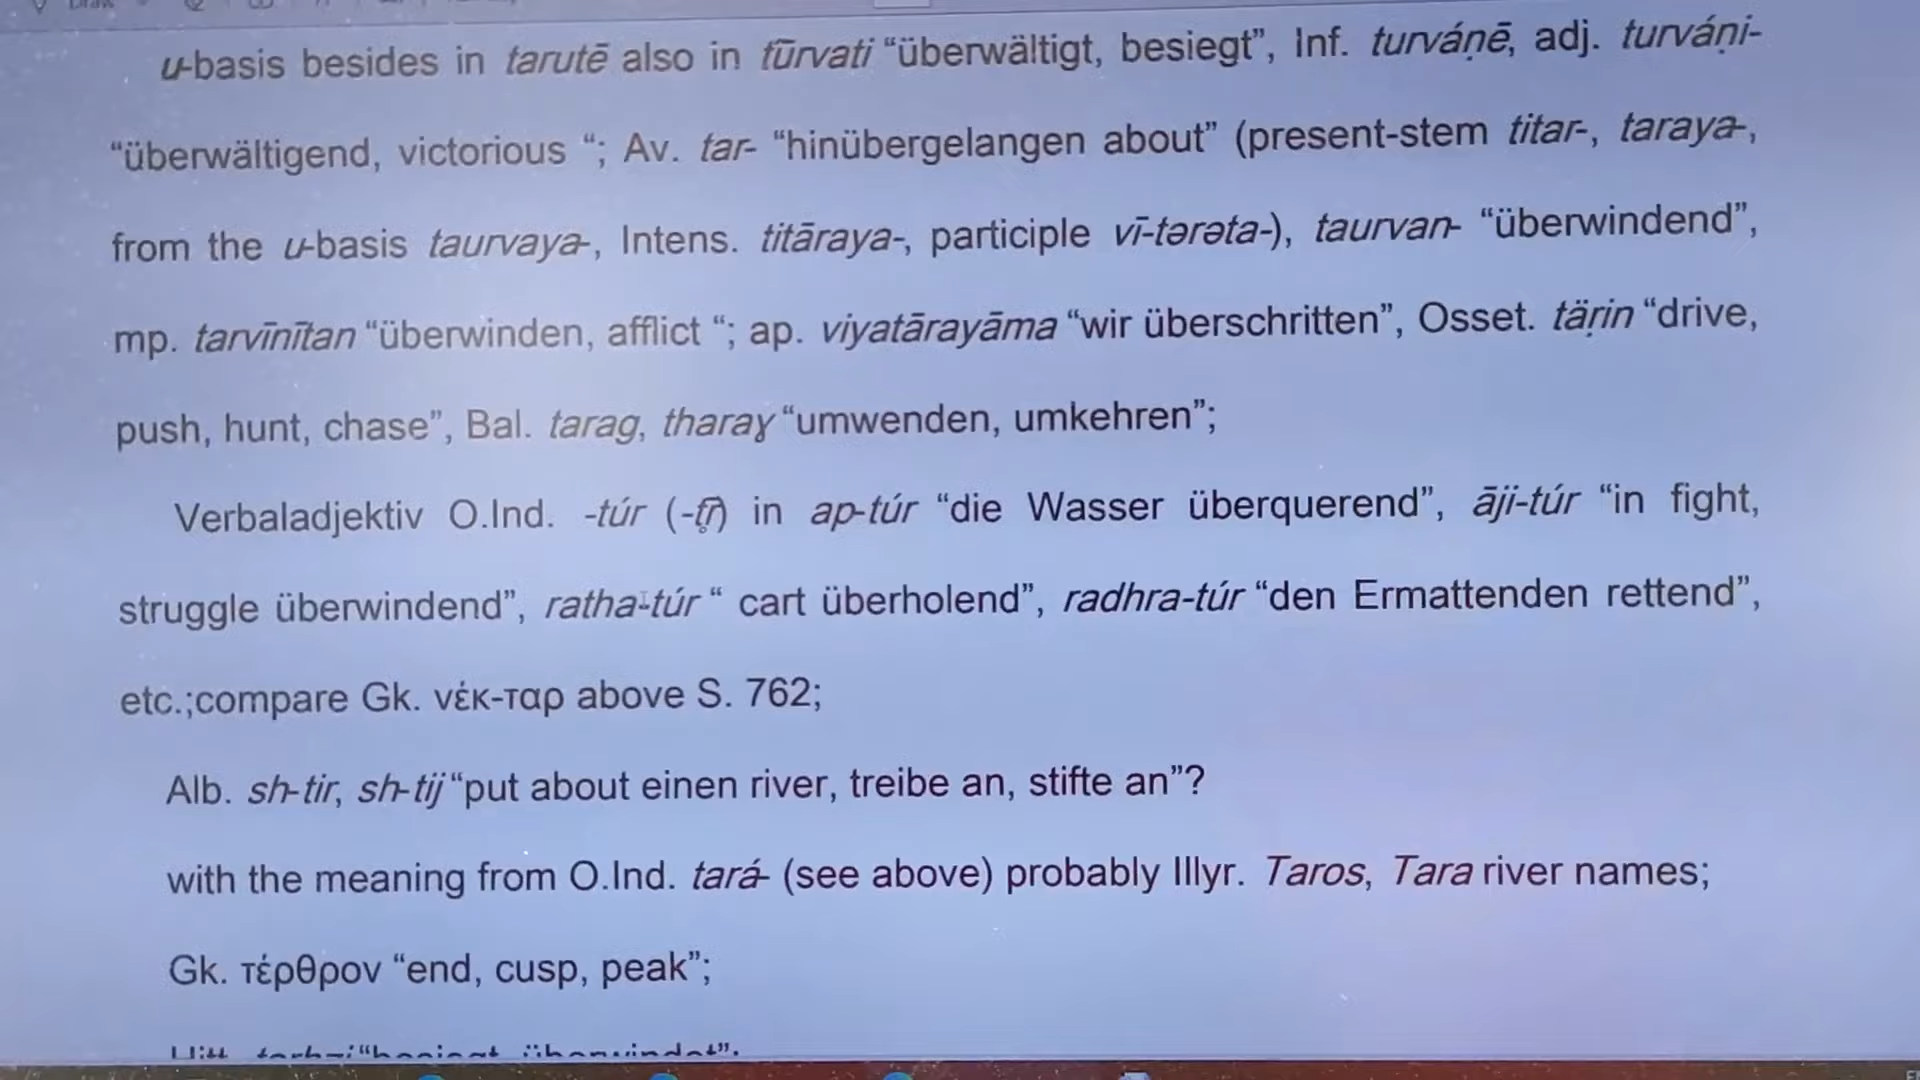 u-basis besides in tarutē also in tūrvati “überwältigt, besiegt”, Inf. turváṇē, adj. turváṇi-
“überwältigend, victorious “; Av. tar- “hinübergelangen about” (present-stem titar-, taraya-,
from the u-basis taurvaya-, Intens. titāraya-, participle vī-tərəta-), taurvan- “überwindend”,
mp. tarvīnītan “überwinden, afflict “; ap. viyatārayāma “wir überschritten”, Osset. tärin “drive,
push, hunt, chase”, Bal. tarag, tharaɣ “umwenden, umkehren”;
Verbaladjektiv O.Ind. -túr (-tr̥̄) in ap-túr “die Wasser überquerend”, āji-túr “in fight,
struggle überwindend”, ratha-túr “ cart überholend”, radhra-túr “den Ermattenden rettend”,
etc.;compare Gk. νέκ-ταρ above S. 762;
Alb. sh-tir, sh-tij “put about einen river, treibe an, stifte an”?
with the meaning from O.Ind. tará- (see above) probably Illyr. Taros, Tara river names;
Gk. τέρθρον “end, cusp, peak”;